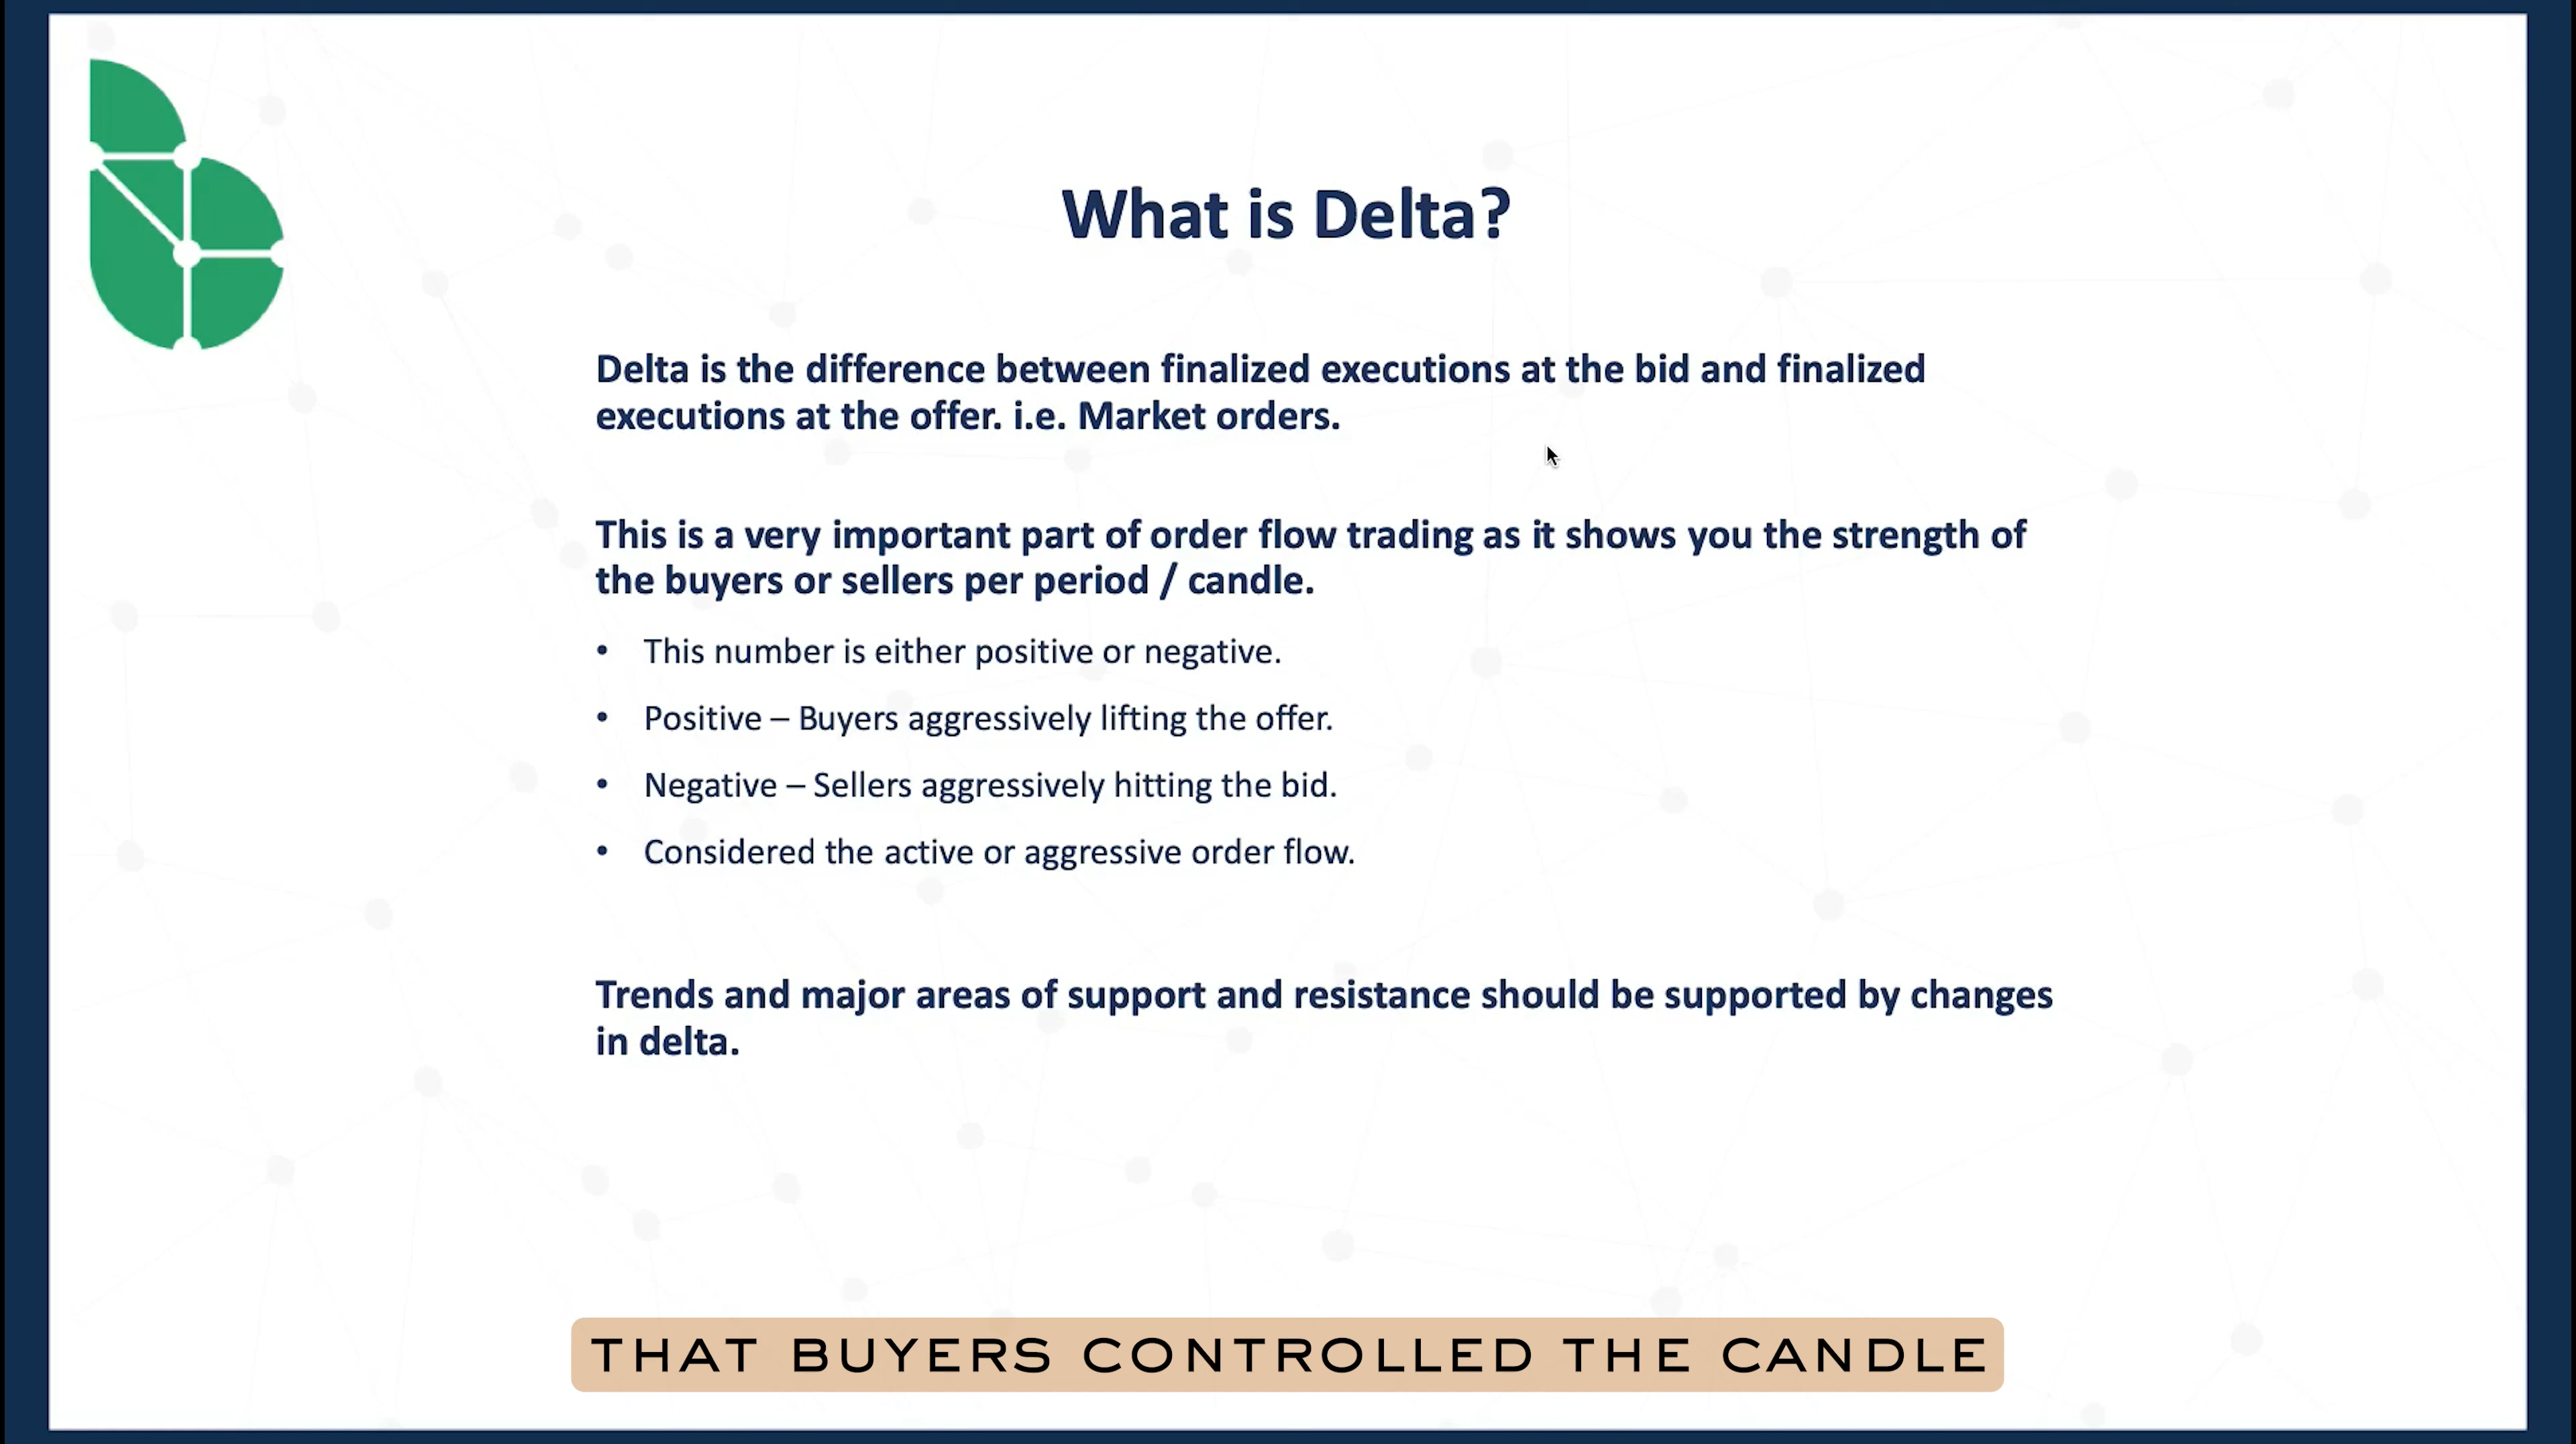 What is Delta?
Delta is the difference between finalized executions at the bid and finalized
executions at the offer. i.e. Market orders.
This is a very important part of order flow trading as it shows you the strength of
the buyers or sellers per period / candle.
• This number is either positive or negative.
• Positive – Buyers aggressively lifting the offer.
• Negative – Sellers aggressively hitting the bid.
• Considered the active or aggressive order flow.
Trends and major areas of support and resistance should be supported by changes
in delta.
THAT BUYERS CONTROLLED THE CANDLE